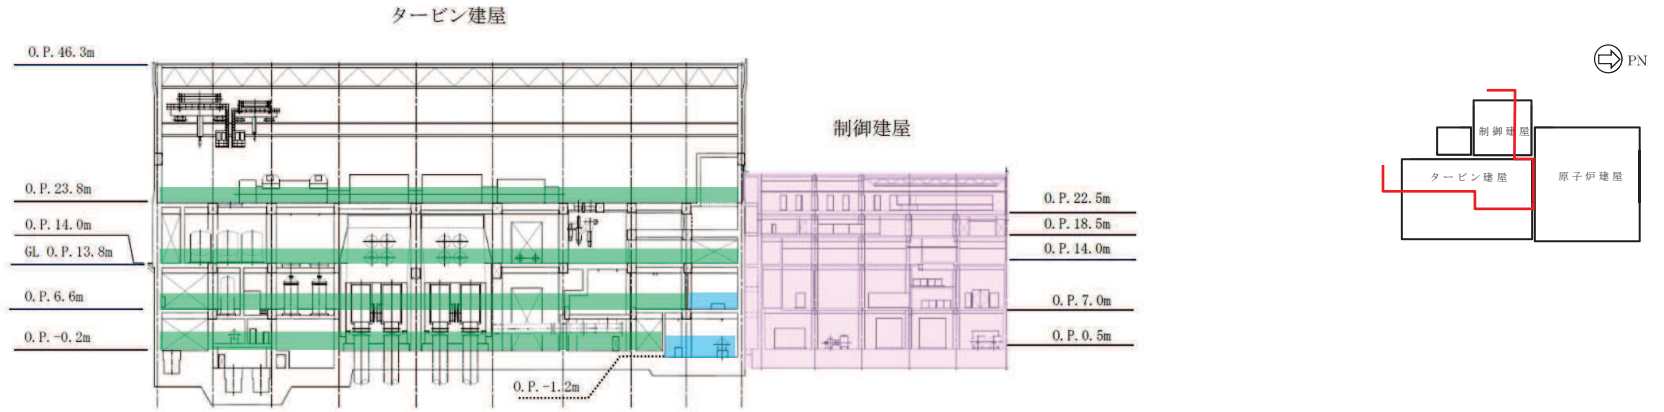 タービン建屋
O.P.46.3m
制御建屋
O.P.23.8m
O.P.14.0m
GL O.P.13.8m
O.P.6.6m
O.P.-0.2m
O.P.-1.2m
O.P.22.5m
O.P.18.5m
O.P.14.0m
O.P.7.0m
O.P.0.5m
PN
制御建屋
タービン建屋
原子炉建屋